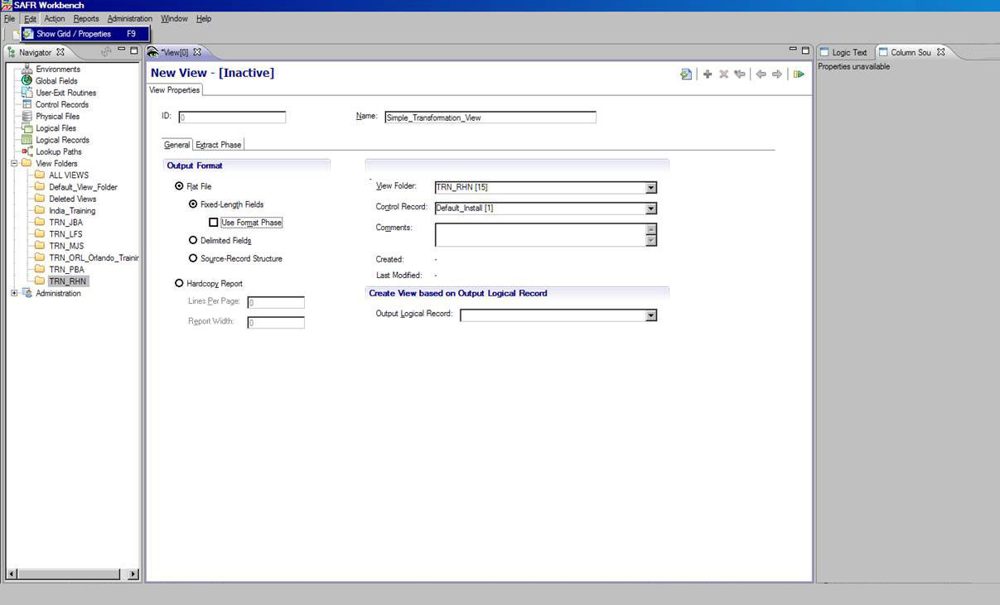 SAFR Workbench
File Edit Action Reports Administration Window Help
Show Grid / Properties F9
Navigator
Environments
Global Fields
User-Exit Routines
Control Records
Physical Files
Logical Files
Logical Records
Lookup Paths
View Folders
ALL VIEWS
Default_View_Folder
Deleted Views
India_Training
TRN_JBA
TRN_LFS
TRN_MJS
TRN_ORL_Orlando_Trainin
TRN_PBA
TRN_RHN
Administration
*View[0]
New View - [Inactive]
View Properties
ID: 0
Name: Simple_Transformation_View
General Extract Phase
Output Format
Flat File
Fixed-Length Fields
Use Format Phase
Delimited Fields
Source-Record Structure
Hardcopy Report
Lines Per Page: 0
Report Width: 0
View Folder: TRN_RHN [15]
Control Record: Default_Install [1]
Comments:
Created: -
Last Modified: -
Create View based on Output Logical Record
Output Logical Record:
Logic Text Column Sou
Properties unavailable